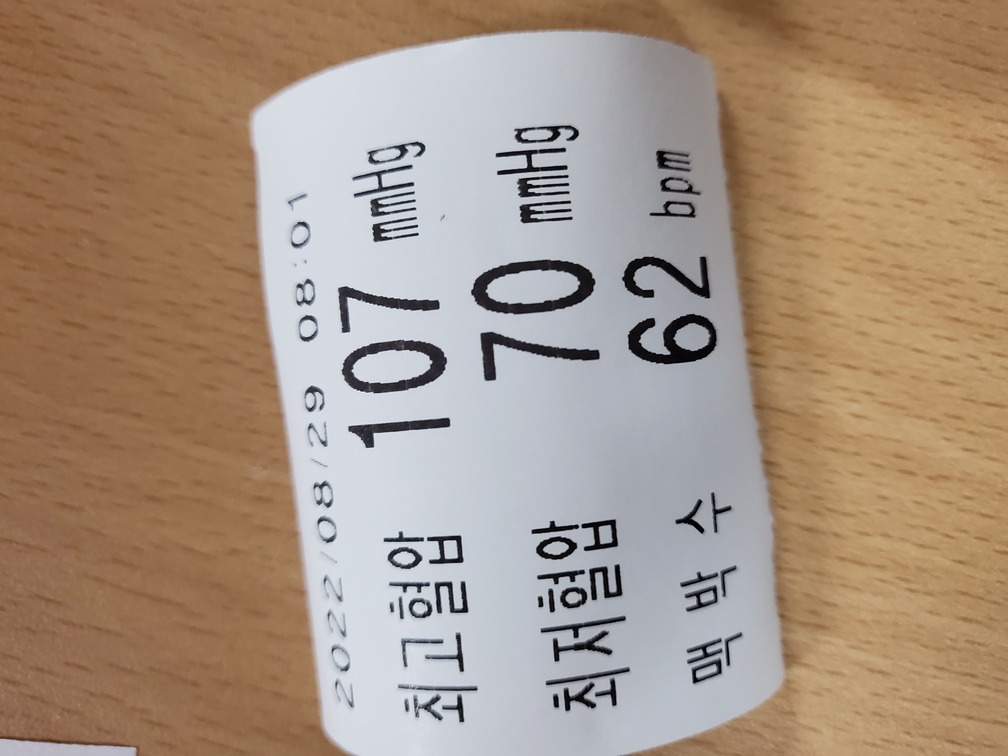 2022/08/29 08:01
최고혈압 107 mmHg
최저혈압 70 mmHg
맥 박 수 62 bpm